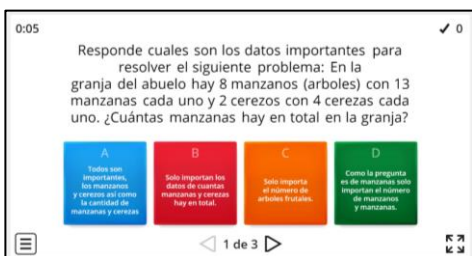 0:05
✓ 0
Responde cuales son los datos importantes para
resolver el siguiente problema: En la
granja del abuelo hay 8 manzanos (arboles) con 13
manzanas cada uno y 2 cerezos con 4 cerezas cada
uno. ¿Cuántas manzanas hay en total en la granja?
A
Todos son
importantes,
los manzanos
y cerezos asi como
la cantidad de
manzanas y cerezas
B
Solo importan los
datos de cuantas
manzanas y cerezas
hay en total.
C
Solo importa
el número de
arboles frutales.
D
Como la pregunta
es de manzanas solo
importan el número
de manzanos
y manzanas.
1 de 3